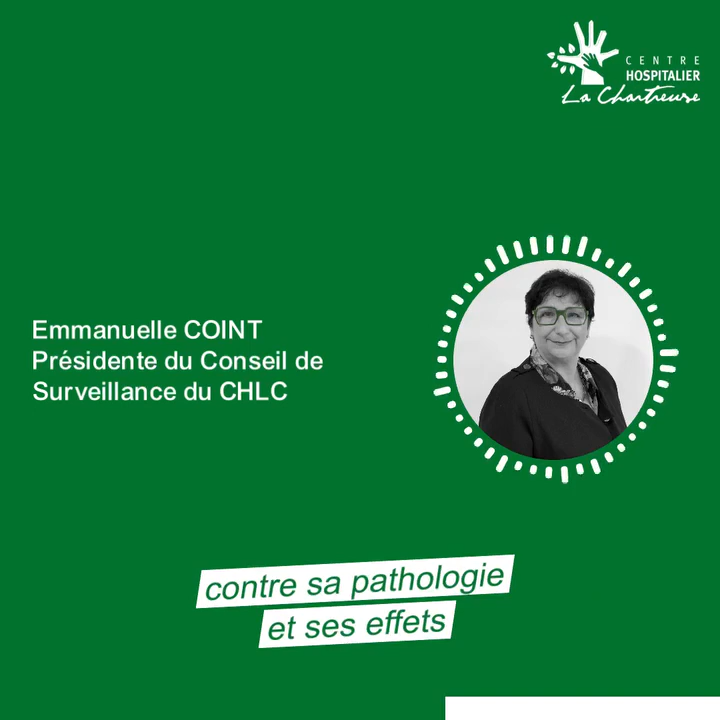 CENTRE
HOSPITALIER
La Chartreuse
Emmanuelle COINT
Présidente du Conseil de
Surveillance du CHLC
contre sa pathologie
et ses effets